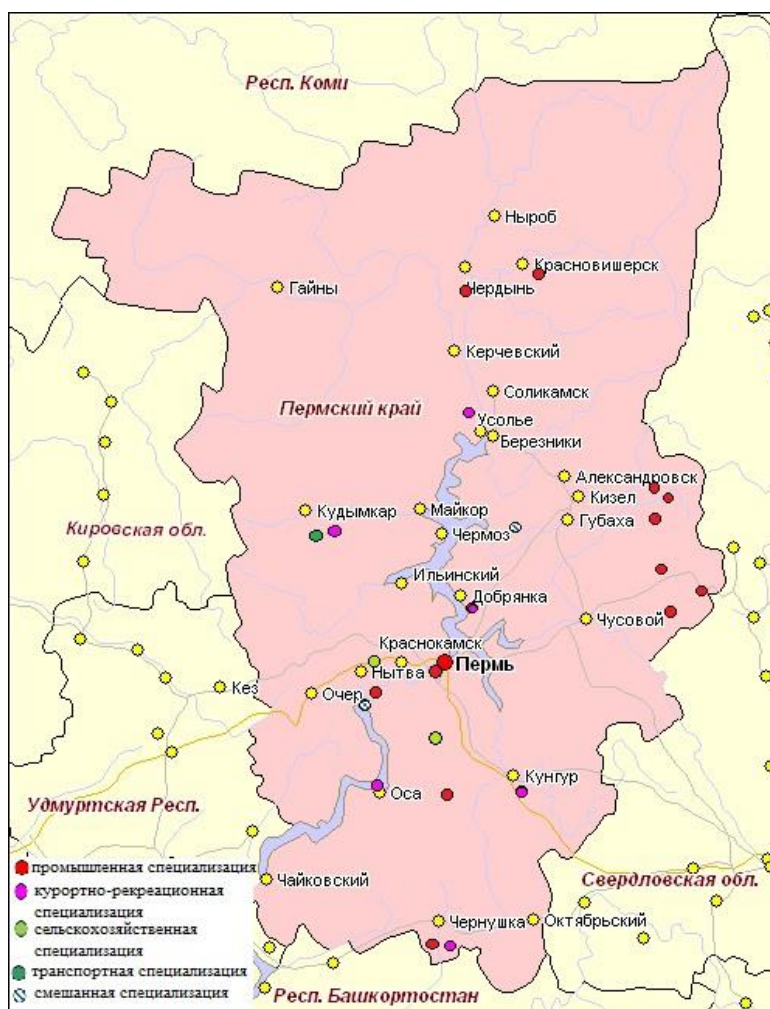 Респ. Коми
Ныроб
Красновишерск
Чердынь
Гайны
Керчевский
Соликамск
Пермский край
Усолье
Березники
Александровск
Кизел
Кудымкар
Майкор
Губаха
Кировская обл.
Чермоз
Ильинский
Добрянка
Чусовой
Краснокамск
Пермь
Нытва
Кез
Очер
Кунгур
Оса
Удмуртская Респ.
промышленная специализация
Чайковский
Свердловская обл.
курортно-рекреационная
специализация
Чернушка
Октябрьский
сельскохозяйственная
специализация
транспортная специализация
смешанная специализация
Респ. Башкортостан